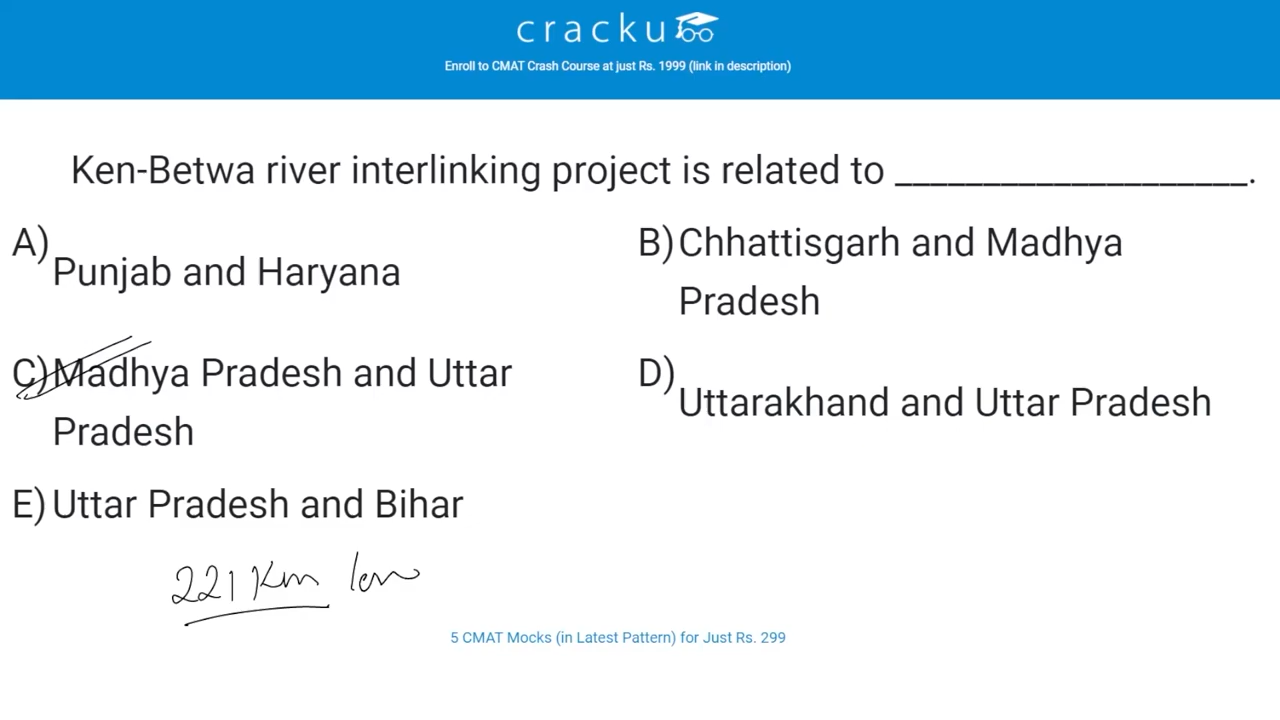 cracku
Enroll to CMAT Crash Course at just Rs. 1999 (link in description)
Ken-Betwa river interlinking project is related to ____________________.
A) Punjab and Haryana
B) Chhattisgarh and Madhya
Pradesh
C) Madhya Pradesh and Uttar
Pradesh
D) Uttarakhand and Uttar Pradesh
E) Uttar Pradesh and Bihar
221 Km
5 CMAT Mocks (in Latest Pattern) for Just Rs. 299